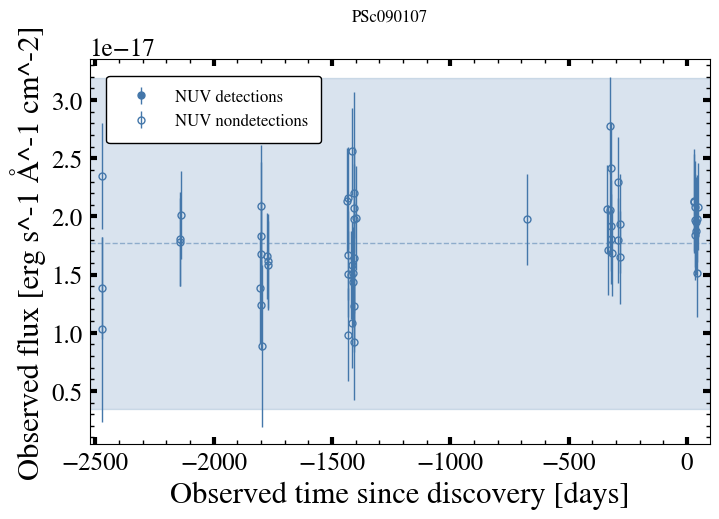 PSc090107
1e−17
NUV detections
NUV nondetections
3.0
2.5
2.0
1.5
1.0
0.5
Observed flux [erg s^-1 Å^-1 cm^-2]
−2500 −2000 −1500 −1000 −500 0
Observed time since discovery [days]